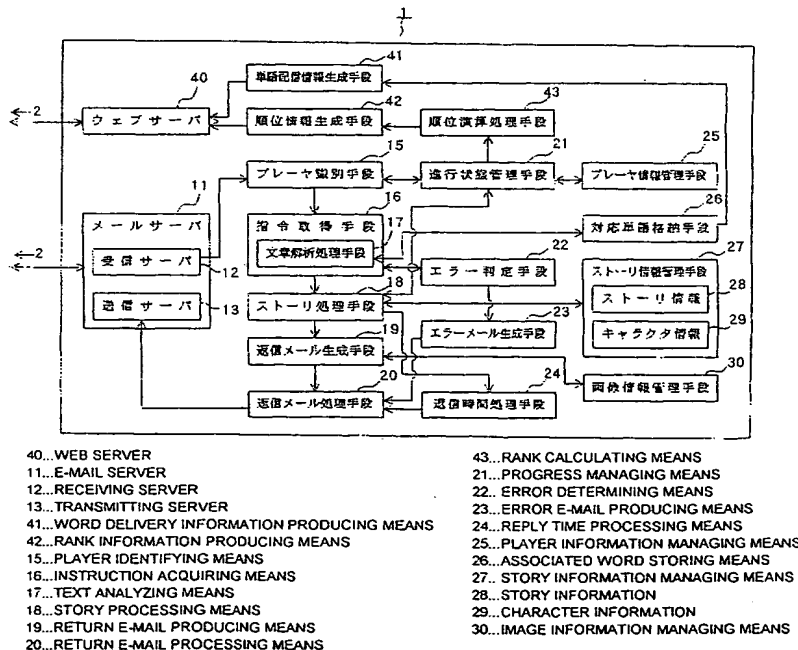 1
41
単語配信情報生成手段
40
42
43
2
ウェブサーバ
順位情報生成手段
順位演算処理手段
15
21
25
プレーヤ識別手段
進行状態管理手段
プレーヤ情報管理手段
11
16
26
メールサーバ
指令取得手段
17
対応単語格納手段
文章解析処理手段
22
27
2
受信サーバ
12
エラー判定手段
ストーリ情報管理手段
18
28
送信サーバ
13
ストーリ処理手段
ストーリ情報
23
19
エラーメール生成手段
29
返信メール生成手段
キャラクタ情報
20
24
30
返信メール処理手段
返信時間処理手段
画像情報管理手段
40...WEB SERVER
11...E-MAIL SERVER
12...RECEIVING SERVER
13...TRANSMITTING SERVER
41...WORD DELIVERY INFORMATION PRODUCING MEANS
42...RANK INFORMATION PRODUCING MEANS
15...PLAYER IDENTIFYING MEANS
16...INSTRUCTION ACQUIRING MEANS
17...TEXT ANALYZING MEANS
18...STORY PROCESSING MEANS
19...RETURN E-MAIL PRODUCING MEANS
20...RETURN E-MAIL PROCESSING MEANS
43...RANK CALCULATING MEANS
21...PROGRESS MANAGING MEANS
22... ERROR DETERMINING MEANS
23...ERROR E-MAIL PRODUCING MEANS
24...REPLY TIME PROCESSING MEANS
25...PLAYER INFORMATION MANAGING MEANS
26...ASSOCIATED WORD STORING MEANS
27... STORY INFORMATION MANAGING MEANS
28... STORY INFORMATION
29...CHARACTER INFORMATION
30...IMAGE INFORMATION MANAGING MEANS